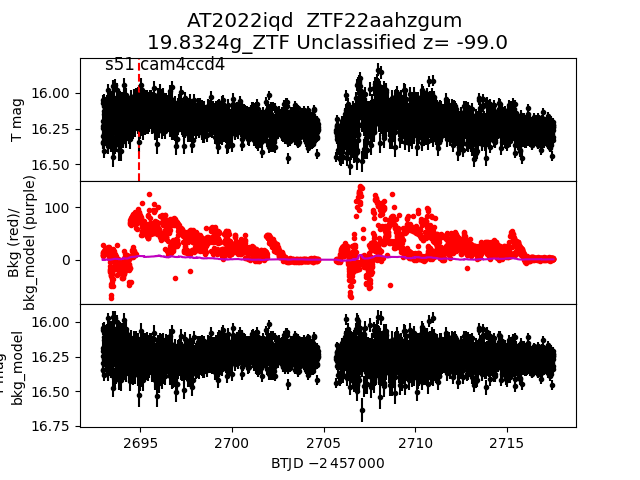 AT2022iqd  ZTF22aahzgum
19.8324g_ZTF Unclassified z= -99.0
s51 cam4ccd4
T mag
16.00
16.25
16.50
Bkg (red)/
bkg_model (purple)
100
0
bkg_model
16.00
16.25
16.50
16.75
2695
2700
2705
2710
2715
BTJD −2 457 000